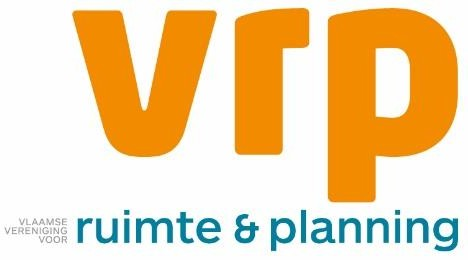 vrp
VLAAMSE
VERENIGING
VOOR
ruimte & planning